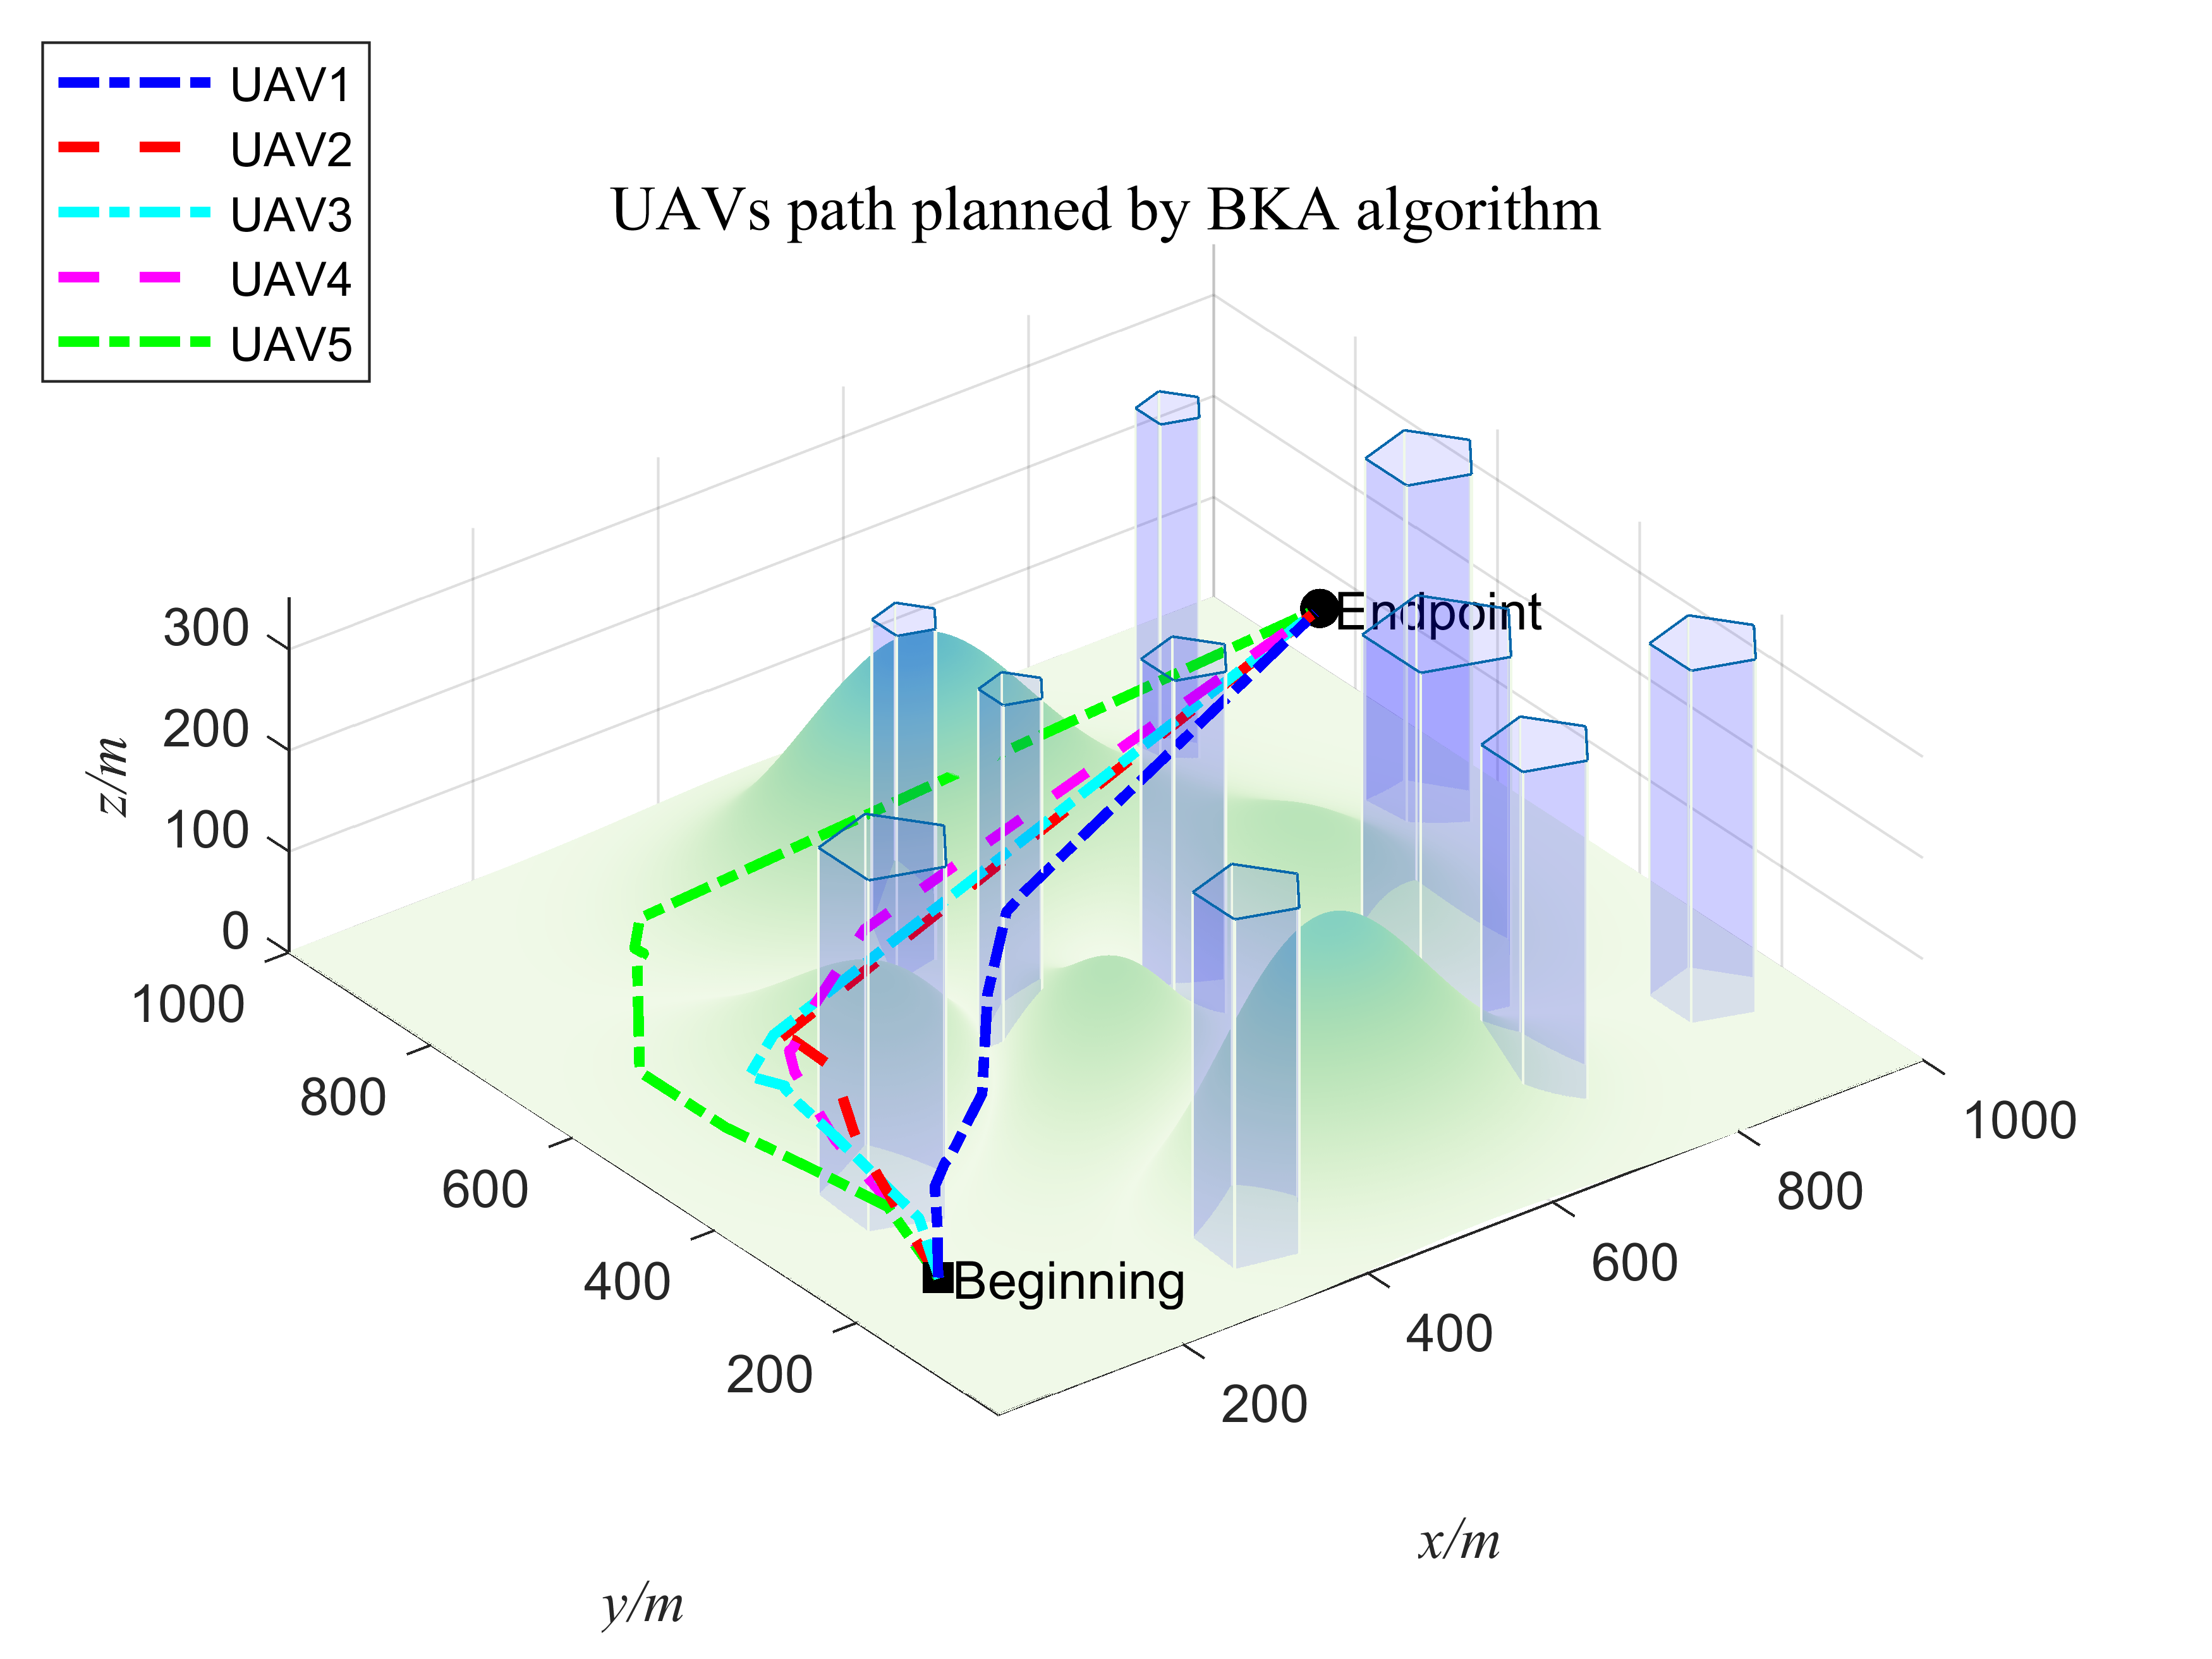 UAV1
UAV2
UAV3
UAV4
UAV5
UAVs path planned by BKA algorithm
Endpoint
Beginning
z/m
300
200
100
0
1000
800
600
400
200
y/m
200
400
600
800
1000
x/m